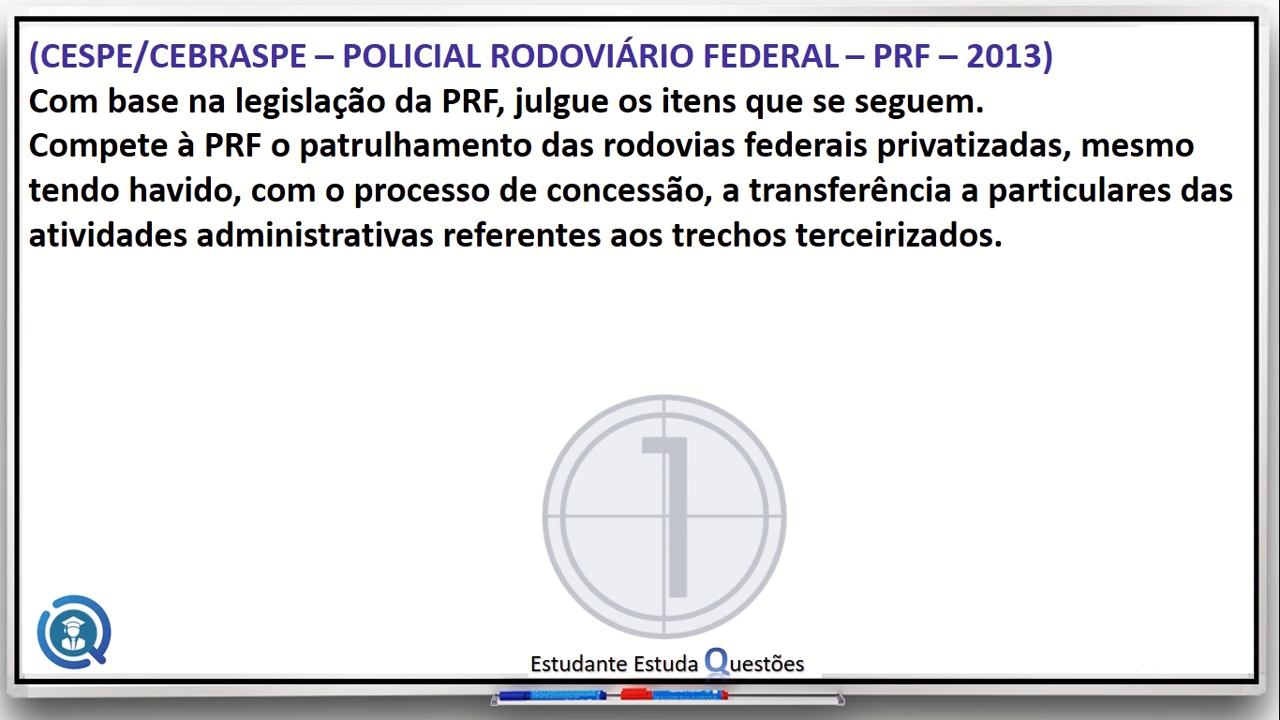 (CESPE/CEBRASPE – POLICIAL RODOVIÁRIO FEDERAL – PRF – 2013)
Com base na legislação da PRF, julgue os itens que se seguem.
Compete à PRF o patrulhamento das rodovias federais privatizadas, mesmo
tendo havido, com o processo de concessão, a transferência a particulares das
atividades administrativas referentes aos trechos terceirizados.
1
Estudante Estuda Questões